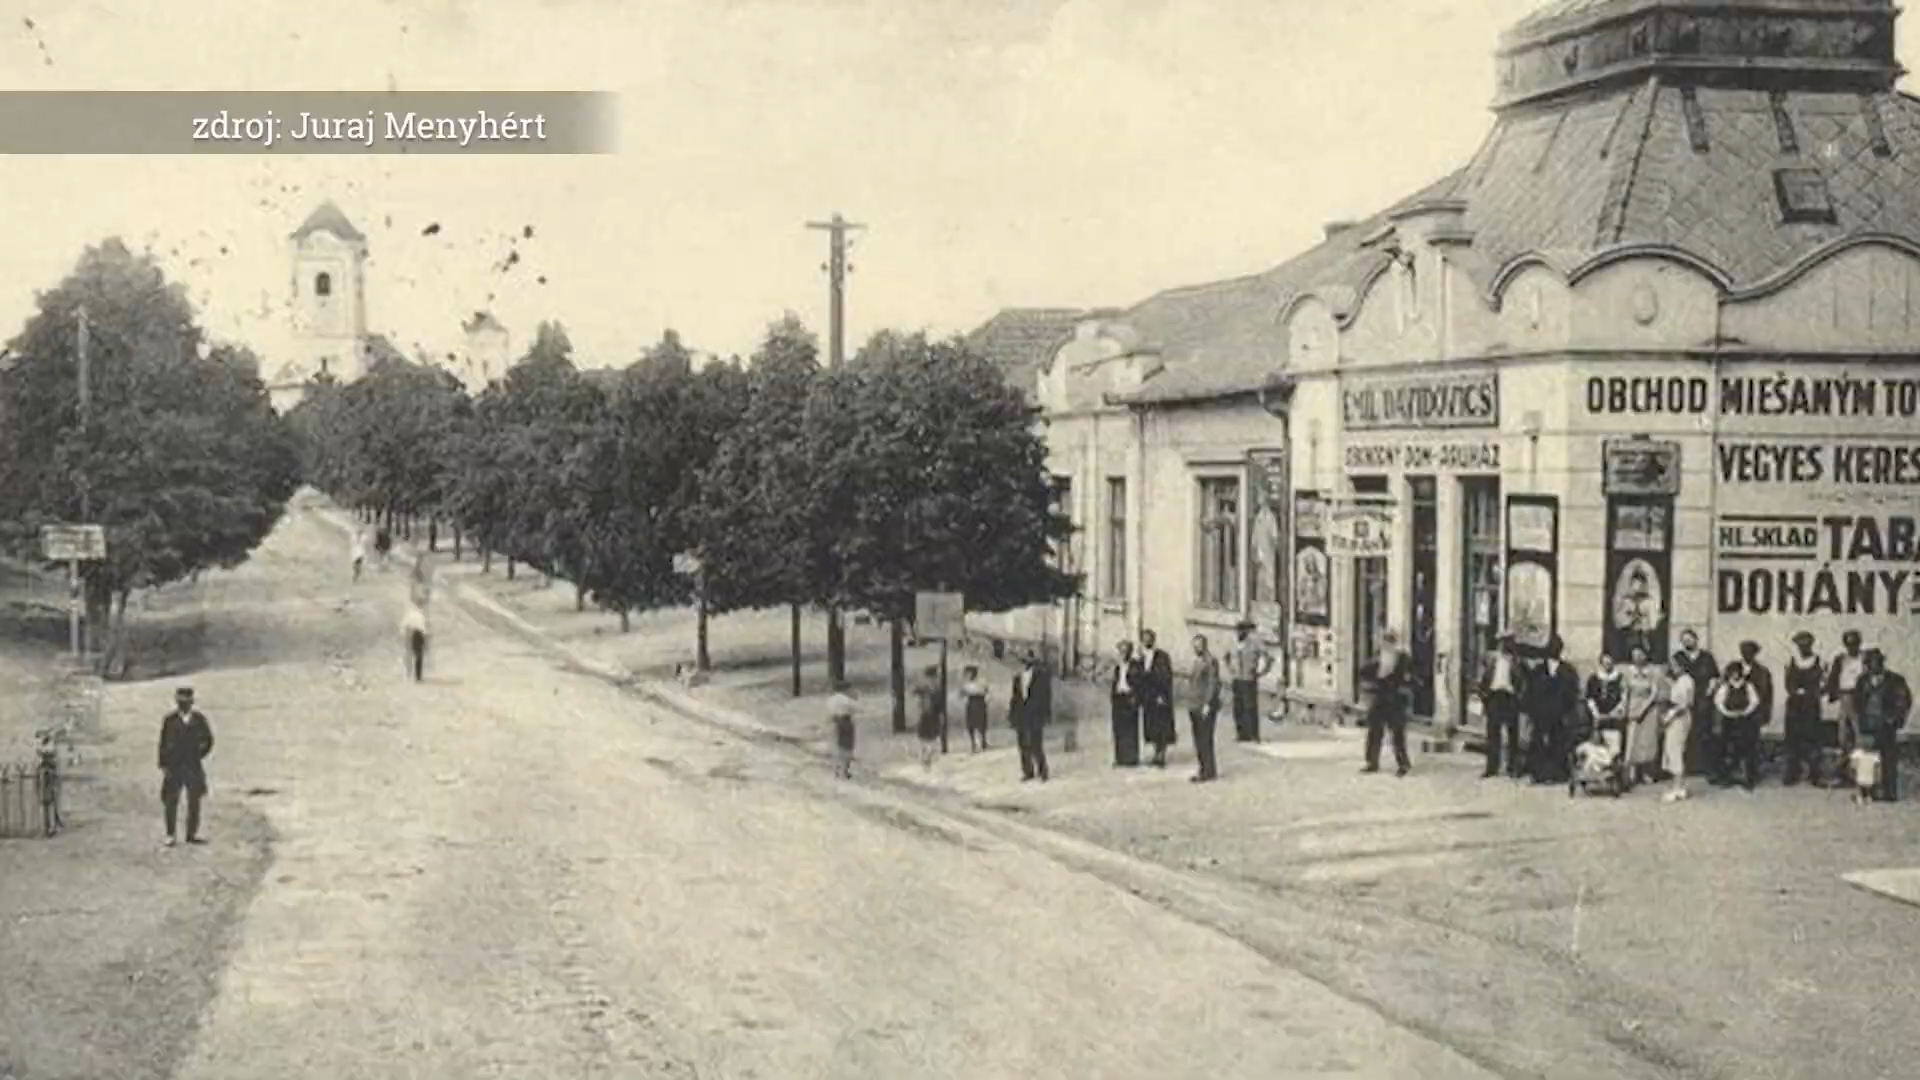 zdroj: Juraj Menyhért
EMIL DAVIDOVICS
OBCHODNÝ DOM-ÁRUHÁZ
OBCHOD MIEŠANÝM TO
VEGYES KERES
HL. SKLAD TABA
DOHÁNY